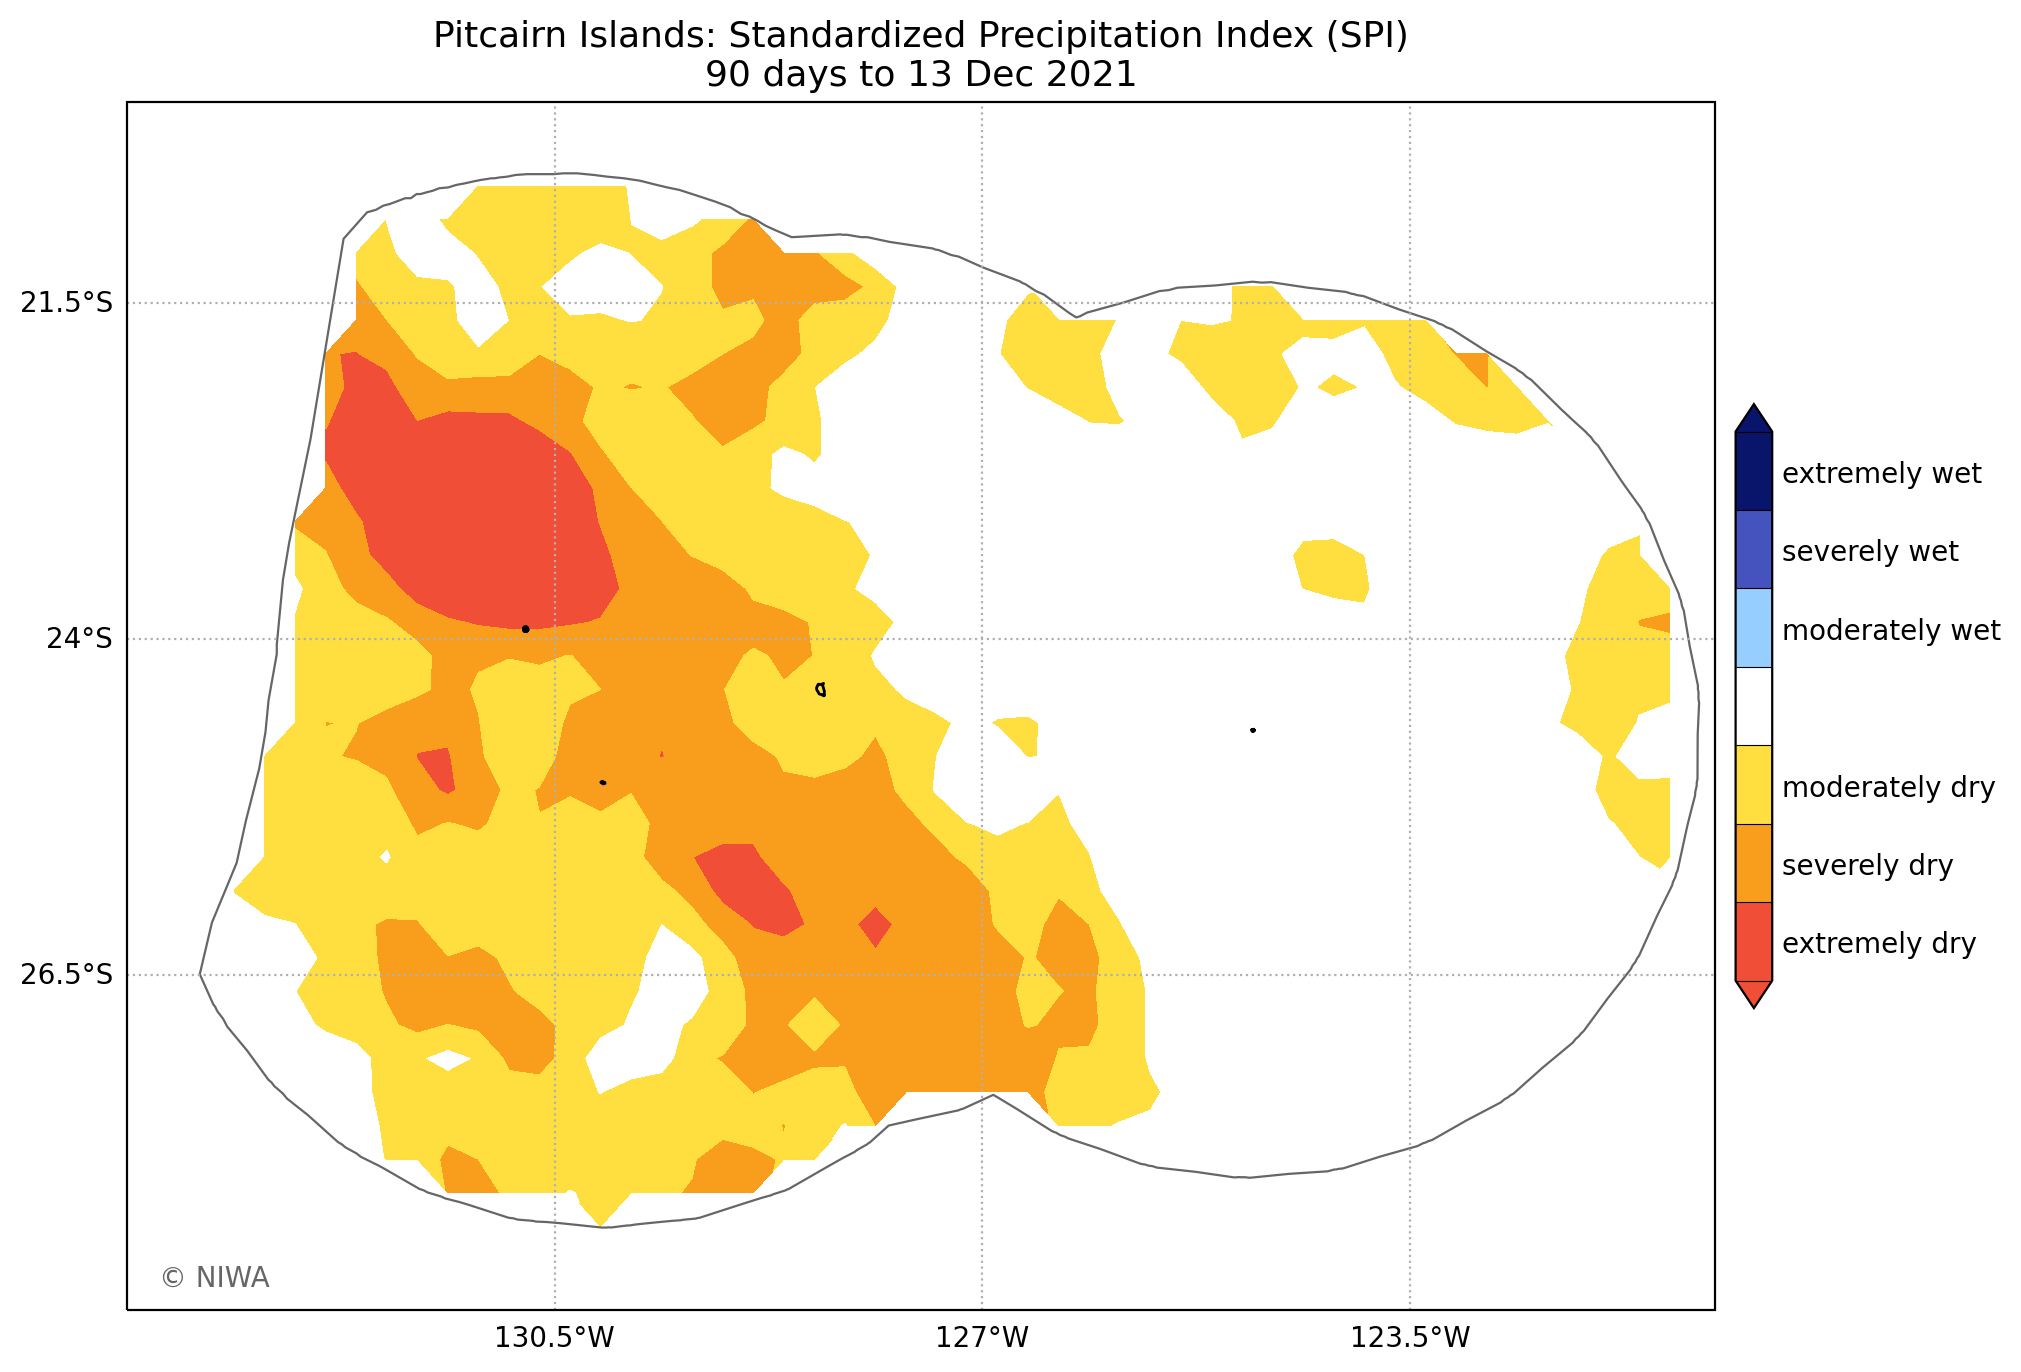 Pitcairn Islands: Standardized Precipitation Index (SPI)
90 days to 13 Dec 2021
21.5°S
24°S
26.5°S
130.5°W
127°W
123.5°W
extremely wet
severely wet
moderately wet
moderately dry
severely dry
extremely dry
© NIWA